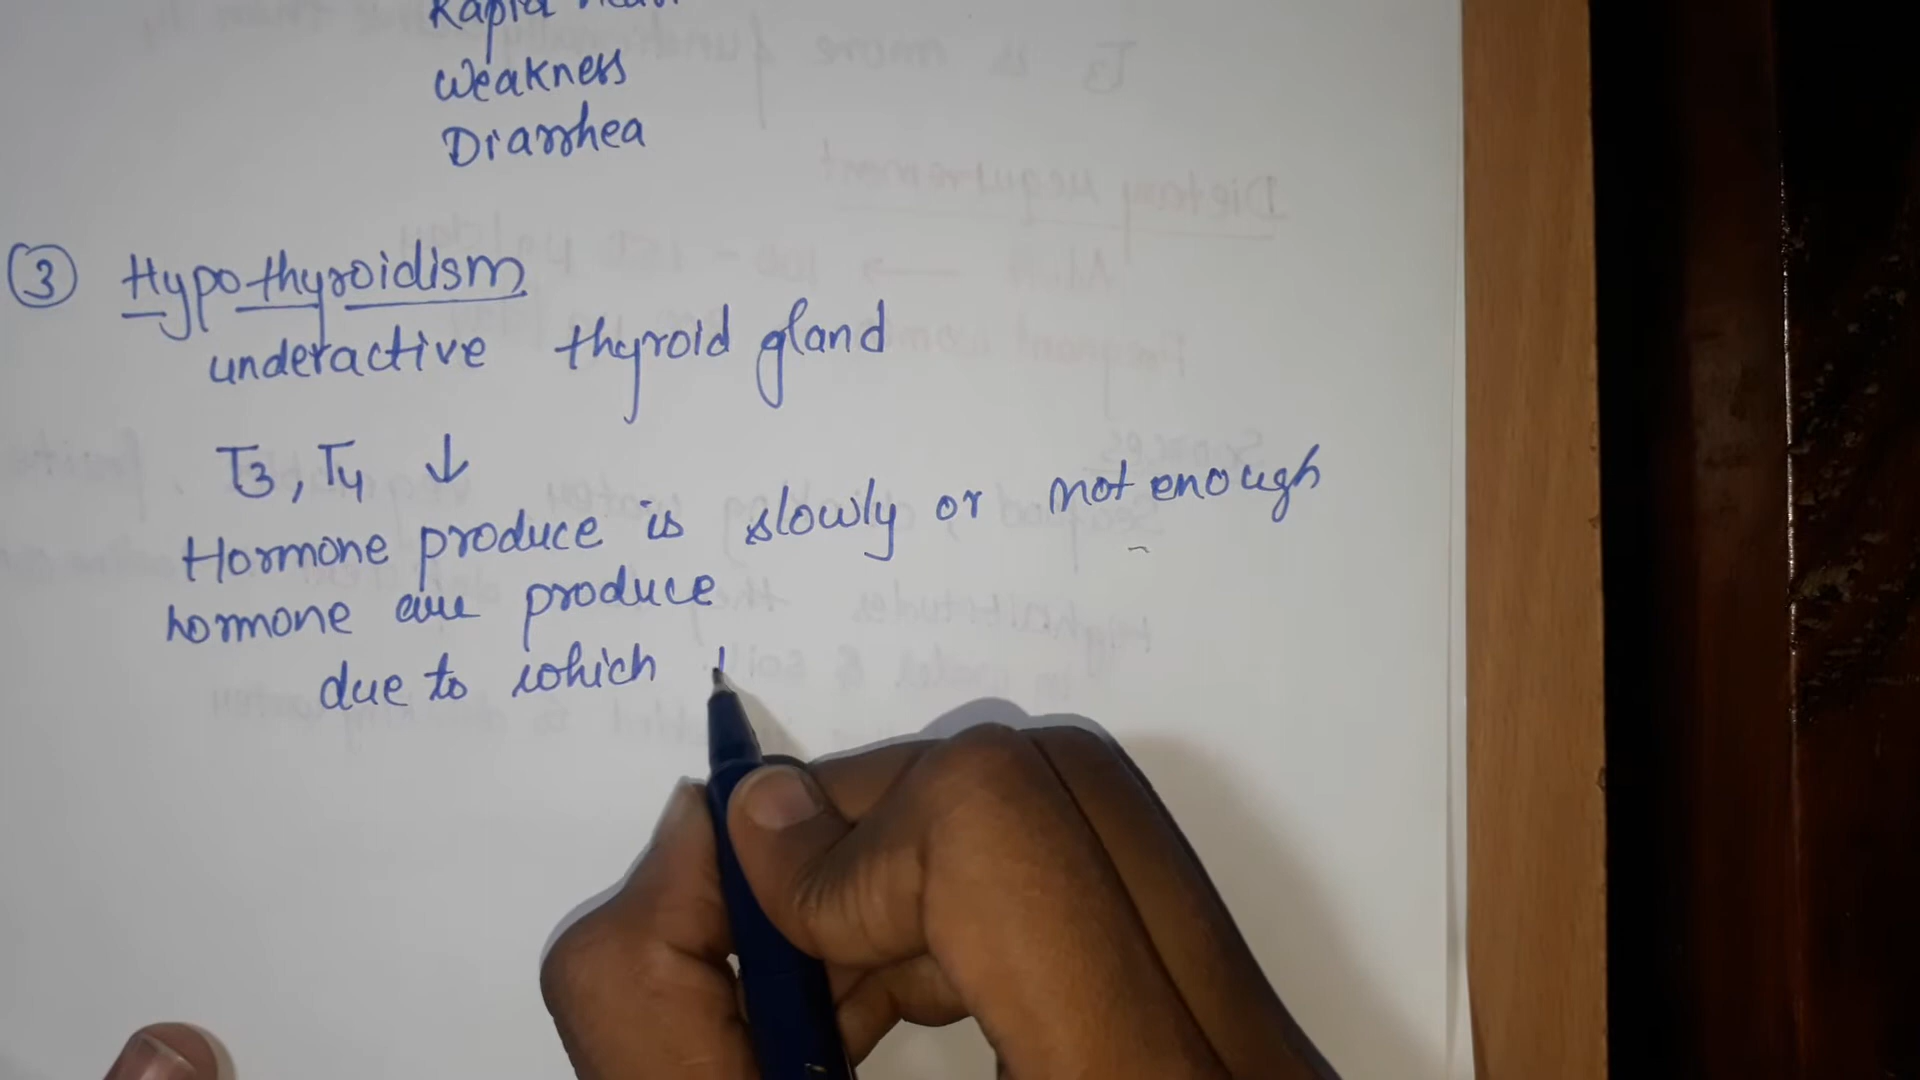 Weakness
Diarrhea
③ Hypothyroidism
underactive thyroid gland
T3, T4 ↓
Hormone produce is slowly or not enough
hormone are produce
due to which